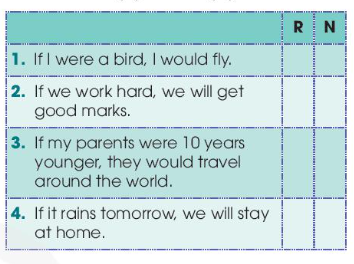 R N
1. If I were a bird, I would fly.
2. If we work hard, we will get
good marks.
3. If my parents were 10 years
younger, they would travel
around the world.
4. If it rains tomorrow, we will stay
at home.